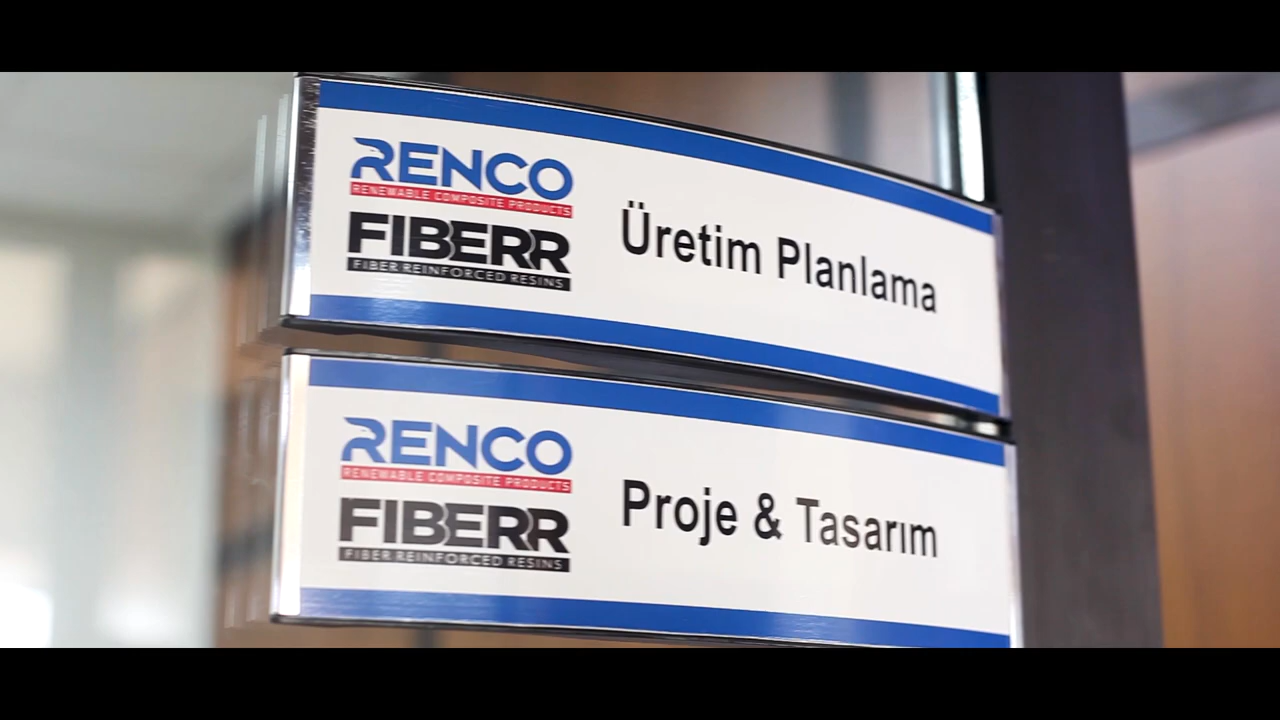 RENCO
RENEWABLE COMPOSITE PRODUCTS
FIBERR
FIBER REINFORCED RESINS
Üretim Planlama
RENCO
RENEWABLE COMPOSITE PRODUCTS
FIBERR
FIBER REINFORCED RESINS
Proje & Tasarım